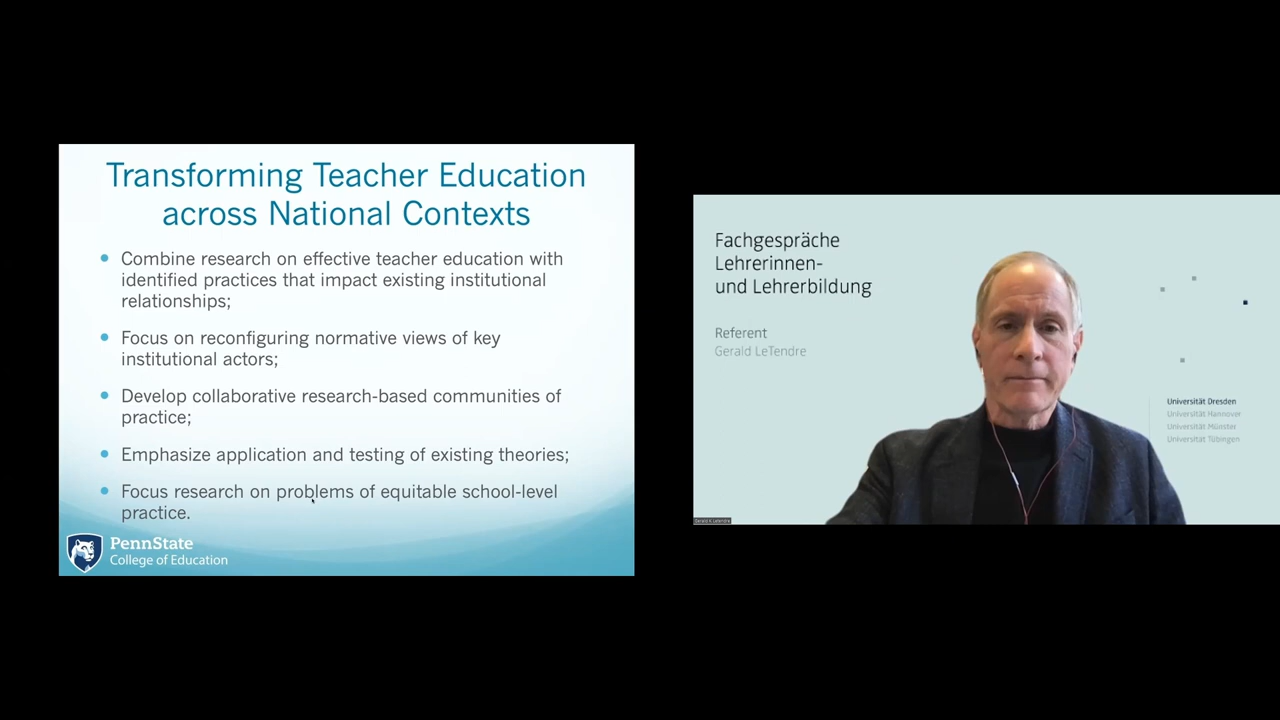 Transforming Teacher Education
across National Contexts
Combine research on effective teacher education with
identified practices that impact existing institutional
relationships;
Focus on reconfiguring normative views of key
institutional actors;
Develop collaborative research-based communities of
practice;
Emphasize application and testing of existing theories;
Focus research on problems of equitable school-level
practice.
PennState
College of Education
Fachgespräche
Lehrerinnen-
und Lehrerbildung
Referent
Gerald LeTendre
Universität Dresden
Universität Hannover
Universität Münster
Universität Tübingen
Gerald K Letendre